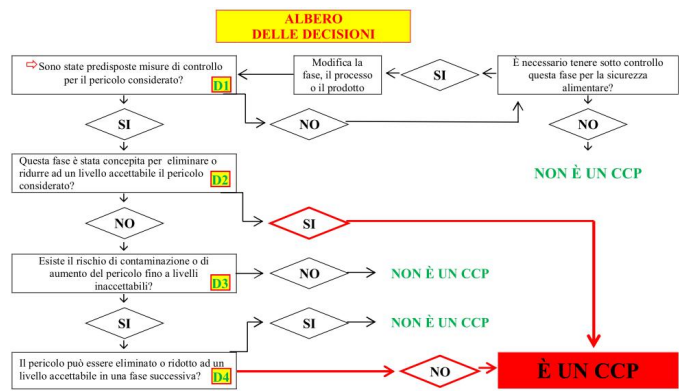 ALBERO
DELLE DECISIONI
⇨Sono state predisposte misure di controllo
per il pericolo considerato?
D1
Modifica la
fase, il processo
o il prodotto
SI
È necessario tenere sotto controllo
questa fase per la sicurezza
alimentare?
SI
NO
NO
NON È UN CCP
Questa fase è stata concepita per eliminare o
ridurre ad un livello accettabile il pericolo
considerato?
D2
NO
SI
Esiste il rischio di contaminazione o di
aumento del pericolo fino a livelli
inaccettabili?
D3
NO
NON È UN CCP
SI
SI
NON È UN CCP
Il pericolo può essere eliminato o ridotto ad un
livello accettabile in una fase successiva?
D4
NO
È UN CCP